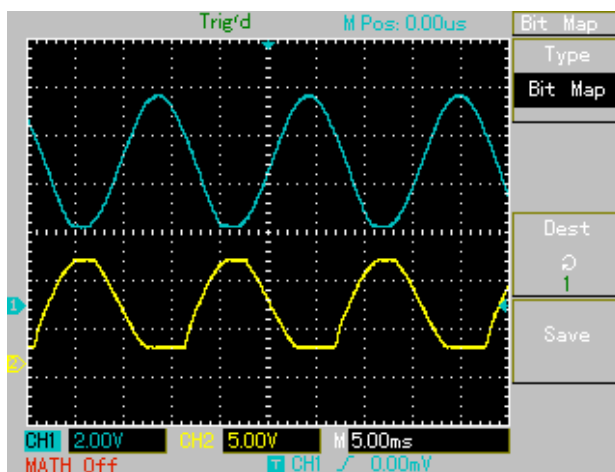 Trig'd M Pos: 0.00us Bit Map
Type
Bit Map
Dest
1
1
Save
2
CH1 2.00V CH2 5.00V M 5.00ms
MATH Off T CH1 0.00mV